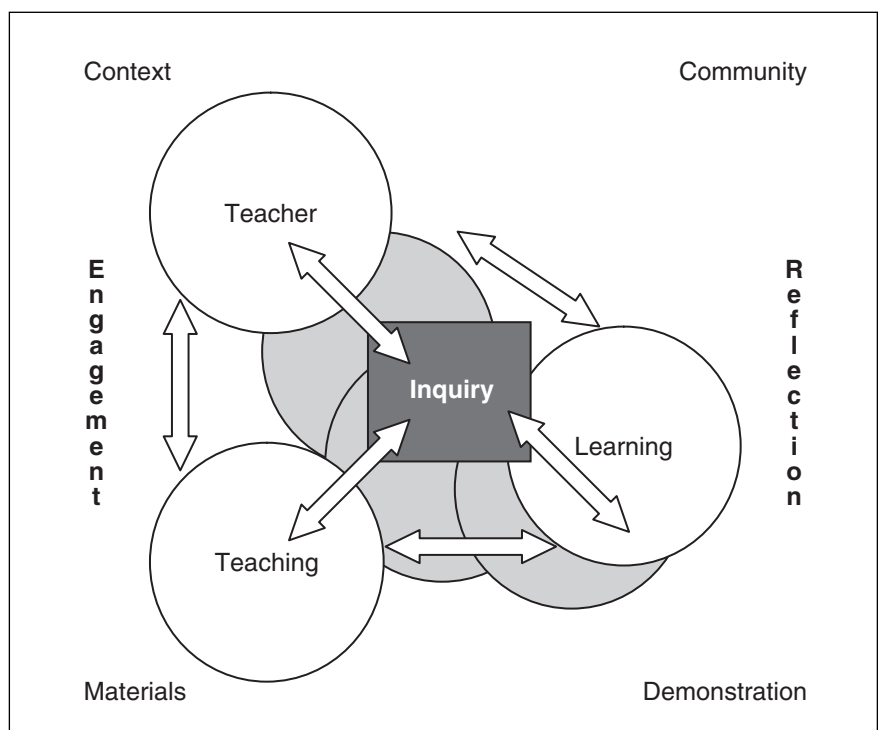 Context
Community
Teacher
Engagement
Reflection
Inquiry
Learning
Teaching
Materials
Demonstration